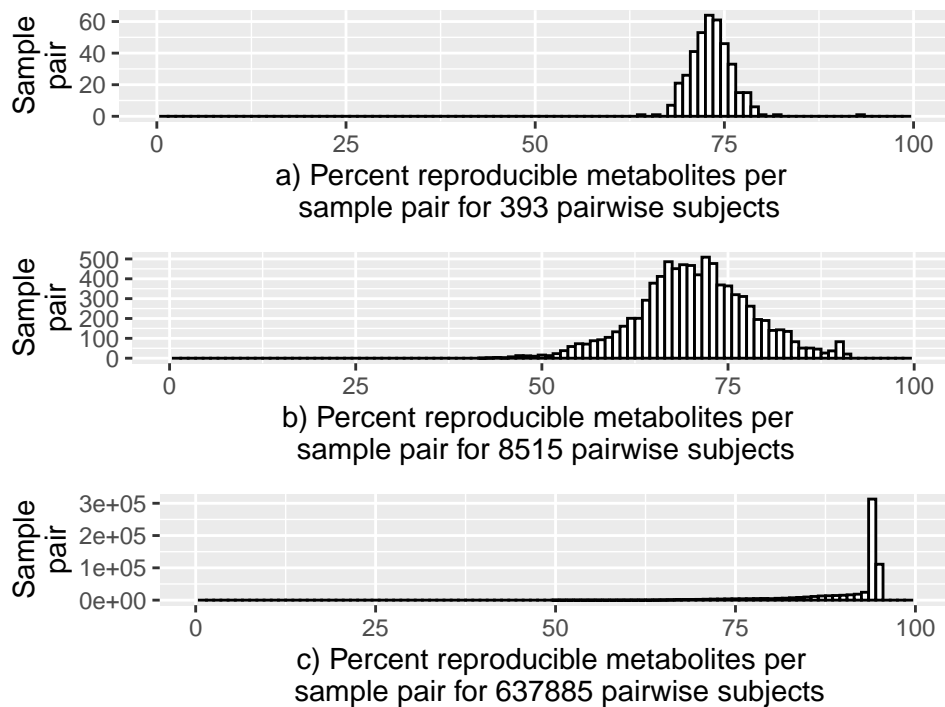 Sample
pair
60
40
20
0
0 25 50 75 100
a) Percent reproducible metabolites per
sample pair for 393 pairwise subjects
Sample
pair
500
400
300
200
100
0
0 25 50 75 100
b) Percent reproducible metabolites per
sample pair for 8515 pairwise subjects
Sample
pair
3e+05
2e+05
1e+05
0e+00
0 25 50 75 100
c) Percent reproducible metabolites per
sample pair for 637885 pairwise subjects